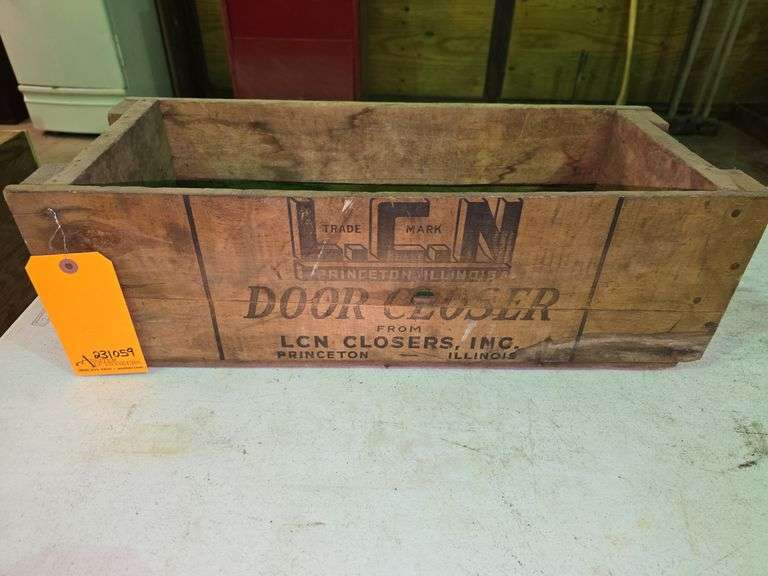 L.C.N
TRADE MARK
PRINCETON, ILLINOIS
DOOR CLOSER
FROM
LCN CLOSERS, INC.
PRINCETON — ILLINOIS
231059